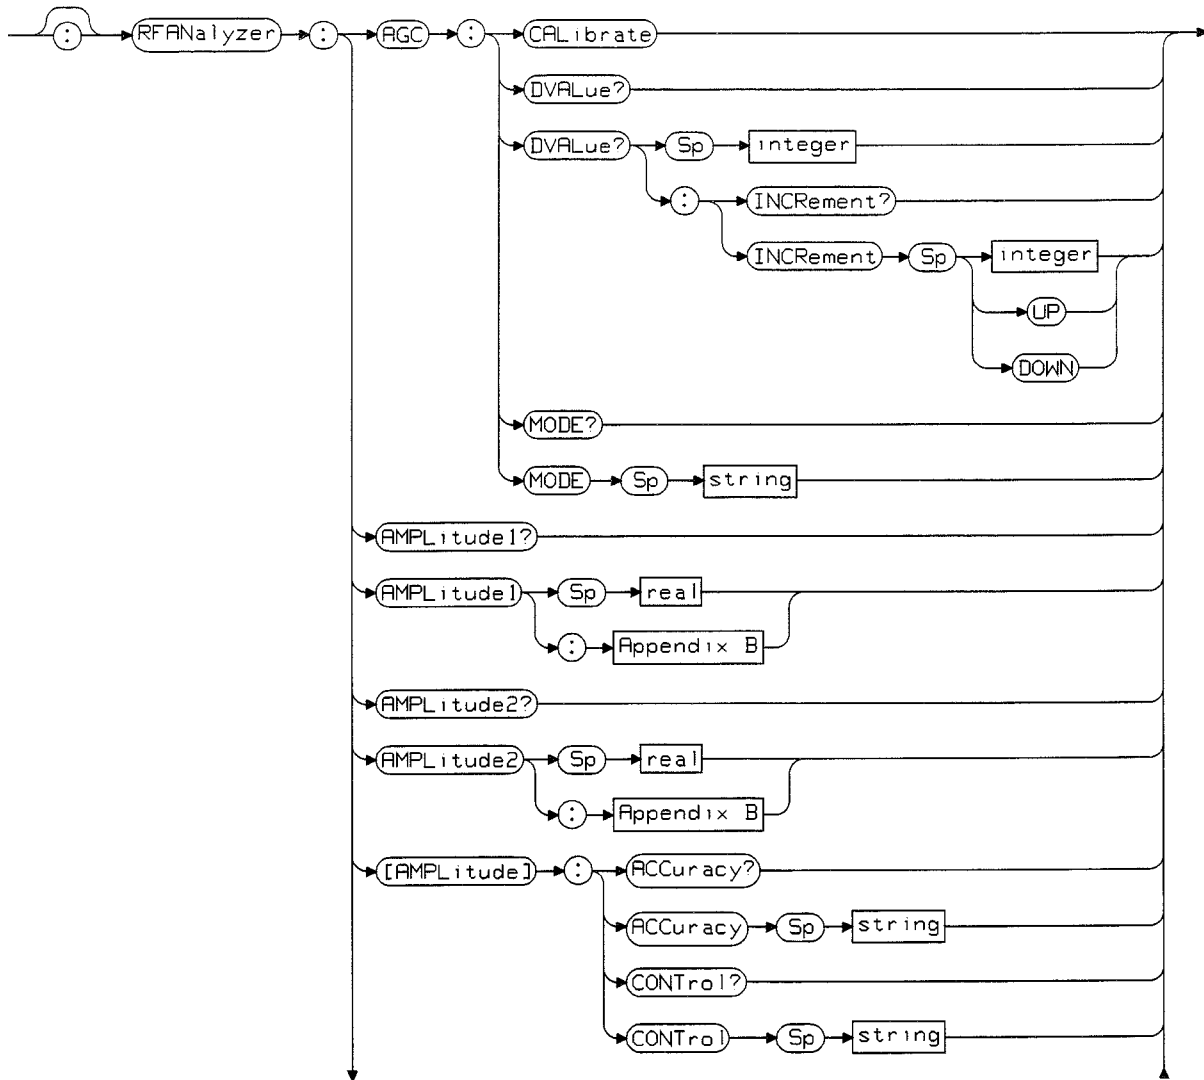 : RFANalyzer : AGC : CALibrate
DVALue?
DVALue? Sp integer
: INCRement?
INCRement Sp integer
UP
DOWN
MODE?
MODE Sp string
AMPLitude1?
AMPLitude1 Sp real
: Appendix B
AMPLitude2?
AMPLitude2 Sp real
: Appendix B
[AMPLitude] : ACCuracy?
ACCuracy Sp string
CONTrol?
CONTrol Sp string